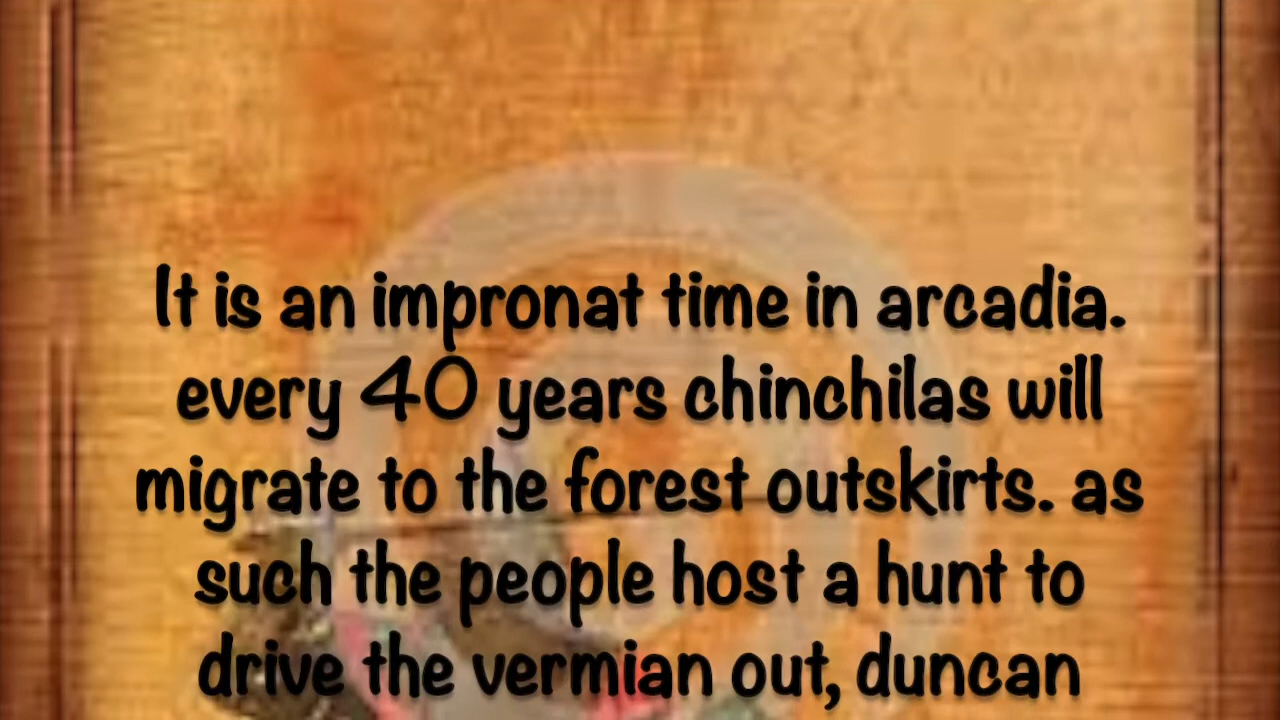 It is an impronat time in arcadia.
every 40 years chinchilas will
migrate to the forest outskirts. as
such the people host a hunt to
drive the vermian out, duncan